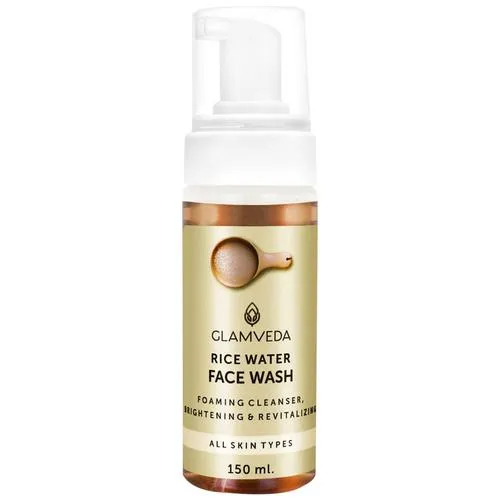 GLAMVEDA
RICE WATER
FACE WASH
FOAMING CLEANSER,
BRIGHTENING & REVITALIZING
ALL SKIN TYPES
150 ml.